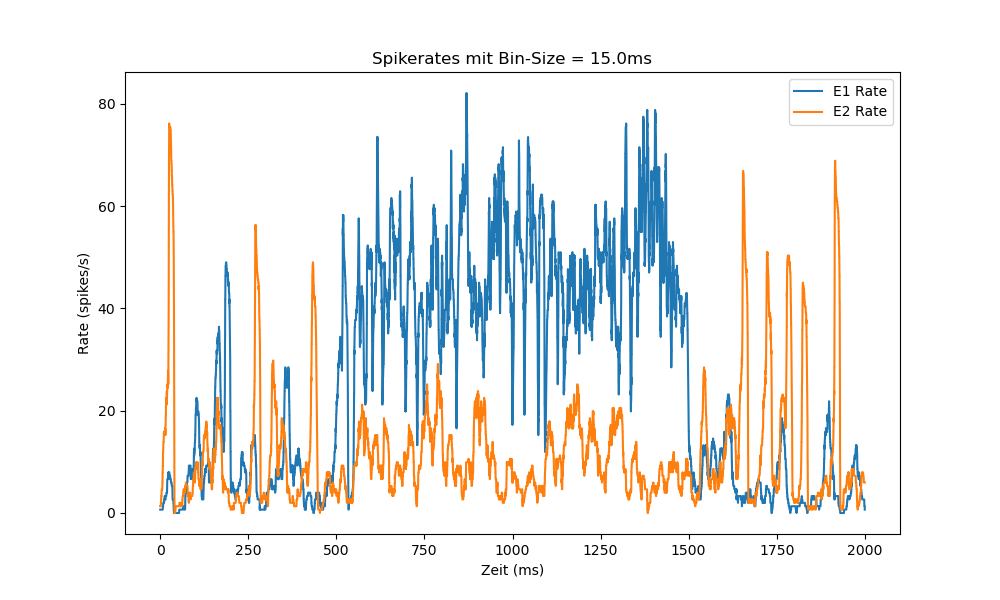 Spikerates mit Bin-Size = 15.0ms
E1 Rate
E2 Rate
80
60
40
20
0
Rate (spikes/s)
0 250 500 750 1000 1250 1500 1750 2000
Zeit (ms)